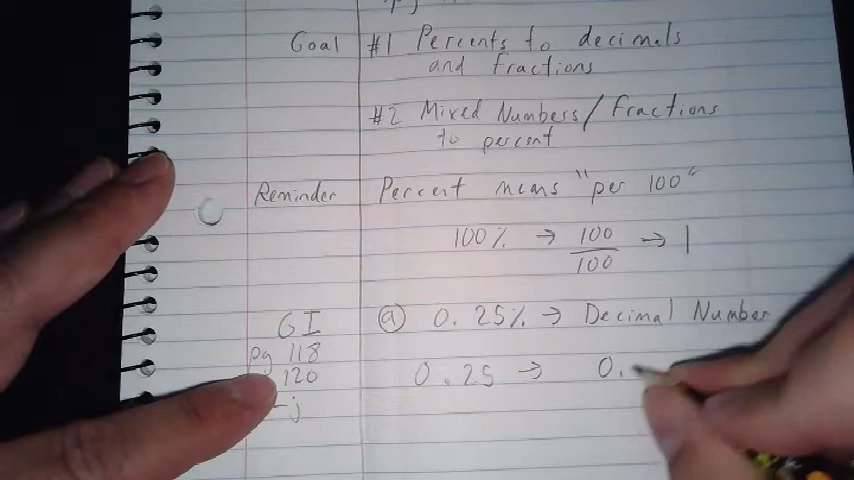 Goal #1 Percents to decimals
and fractions
#2 Mixed Numbers/Fractions
to percent
Reminder Percent means "per 100"
100% → 100/100 → 1
GI ⓐ 0.25% → Decimal Number
pg 118
120 0.25 → 0.
-j